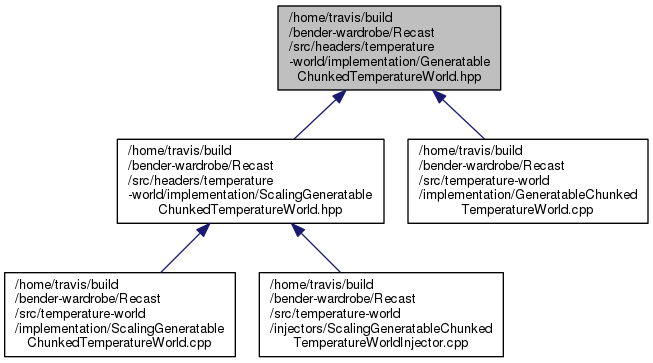 /home/travis/build
/bender-wardrobe/Recast
/src/headers/temperature
-world/implementation/Generatable
ChunkedTemperatureWorld.hpp
/home/travis/build
/bender-wardrobe/Recast
/src/headers/temperature
-world/implementation/ScalingGeneratable
ChunkedTemperatureWorld.hpp
/home/travis/build
/bender-wardrobe/Recast
/src/temperature-world
/implementation/GeneratableChunked
TemperatureWorld.cpp
/home/travis/build
/bender-wardrobe/Recast
/src/temperature-world
/implementation/ScalingGeneratable
ChunkedTemperatureWorld.cpp
/home/travis/build
/bender-wardrobe/Recast
/src/temperature-world
/injectors/ScalingGeneratableChunked
TemperatureWorldInjector.cpp